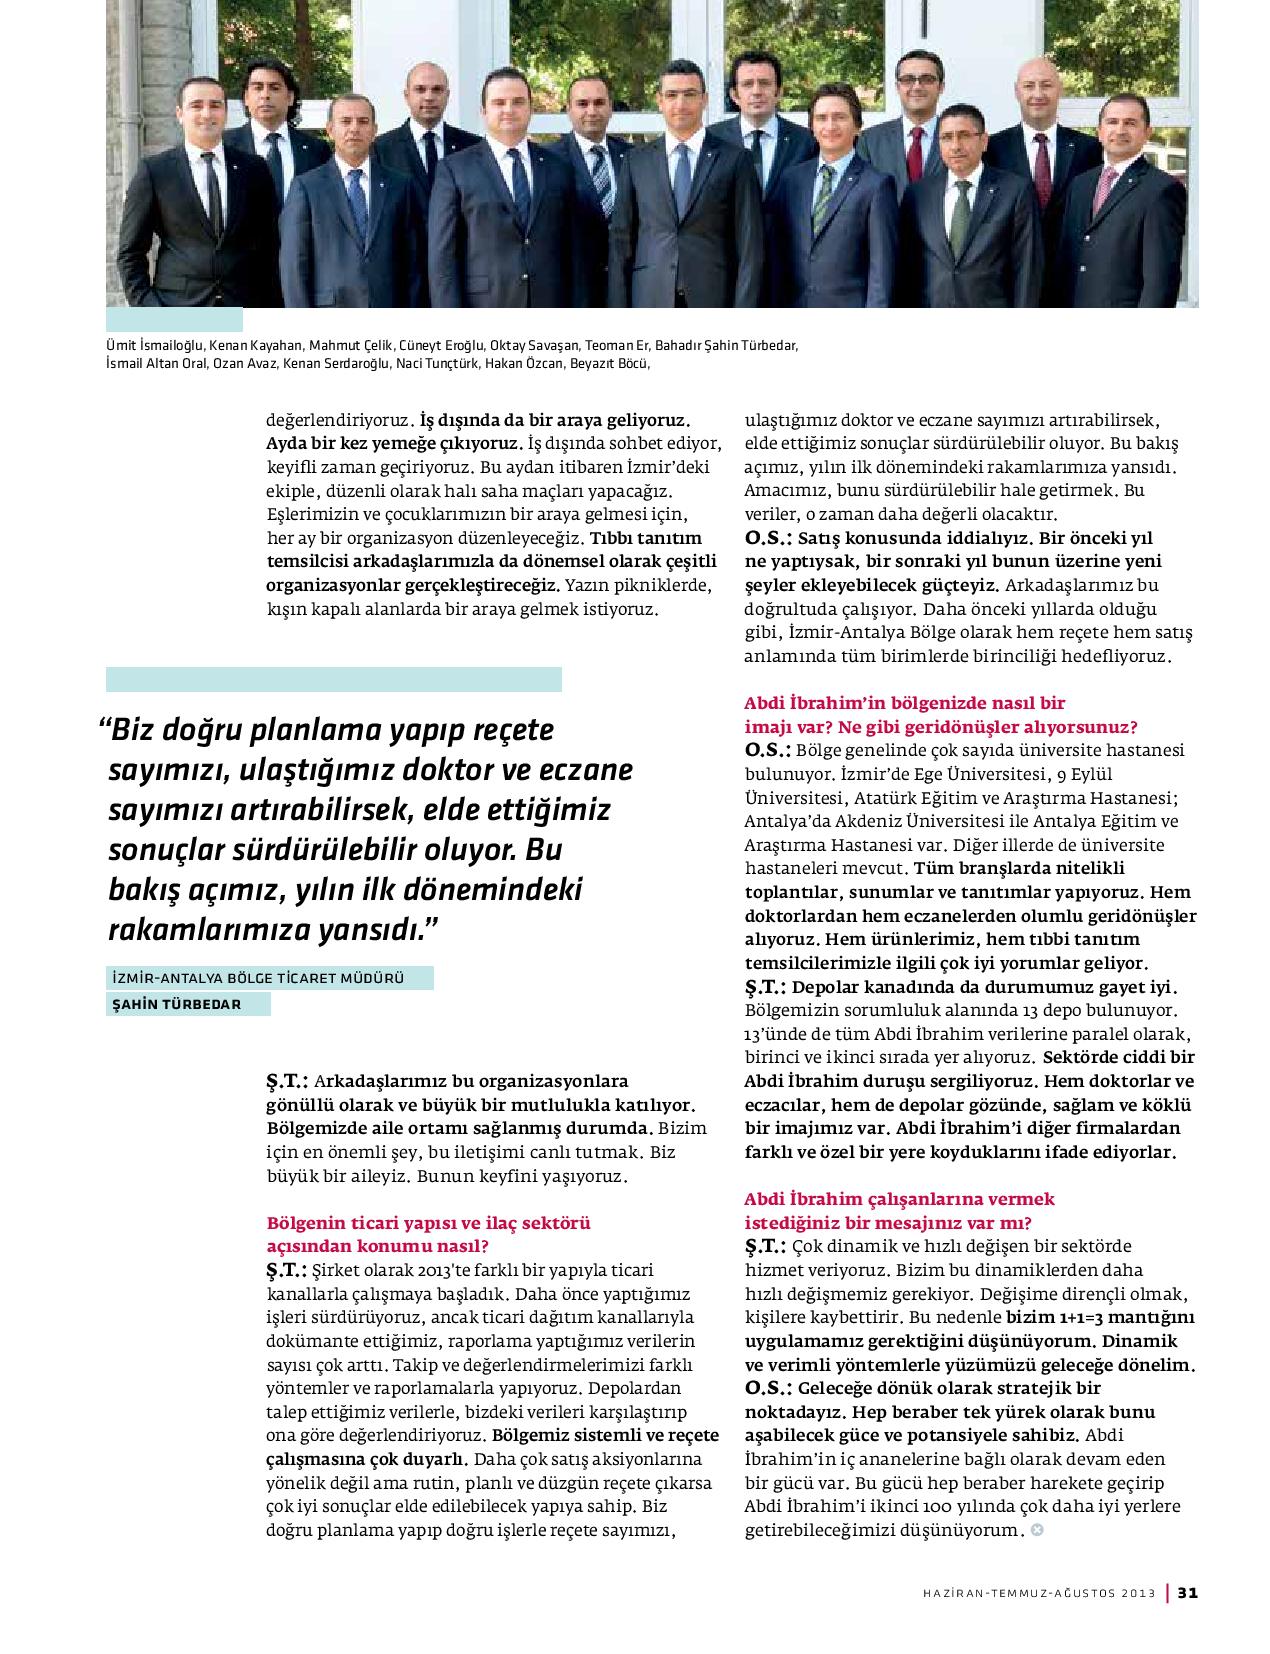 Ümit İsmailoğlu, Kenan Kayahan, Mahmut Çelik, Cüneyt Eroğlu, Oktay Savaşan, Teoman Er, Bahadır Şahin Türbedar,
İsmail Altan Oral, Ozan Avaz, Kenan Serdaroğlu, Naci Tunçtürk, Hakan Özcan, Beyazıt Böcü,
değerlendiriyoruz. İş dışında da bir araya geliyoruz.
Ayda bir kez yemeğe çıkıyoruz. İş dışında sohbet ediyor,
keyifli zaman geçiriyoruz. Bu aydan itibaren İzmir'deki
ekiple, düzenli olarak halı saha maçları yapacağız.
Eşlerimizin ve çocuklarımızın bir araya gelmesi için,
her ay bir organizasyon düzenleyeceğiz. Tıbbı tanıtım
temsilcisi arkadaşlarımızla da dönemsel olarak çeşitli
organizasyonlar gerçekleştireceğiz. Yazın pikniklerde,
kışın kapalı alanlarda bir araya gelmek istiyoruz.
“Biz doğru planlama yapıp reçete
sayımızı, ulaştığımız doktor ve eczane
sayımızı artırabilirsek, elde ettiğimiz
sonuçlar sürdürülebilir oluyor. Bu
bakış açımız, yılın ilk dönemindeki
rakamlarımıza yansıdı.”
İZMİR-ANTALYA BÖLGE TİCARET MÜDÜRÜ
ŞAHİN TÜRBEDAR
Ş.T.: Arkadaşlarımız bu organizasyonlara
gönüllü olarak ve büyük bir mutlulukla katılıyor.
Bölgemizde aile ortamı sağlanmış durumda. Bizim
için en önemli şey, bu iletişimi canlı tutmak. Biz
büyük bir aileyiz. Bunun keyfini yaşıyoruz.
Bölgenin ticari yapısı ve ilaç sektörü
açısından konumu nasıl?
Ş.T.: Şirket olarak 2013'te farklı bir yapıyla ticari
kanallarla çalışmaya başladık. Daha önce yaptığımız
işleri sürdürüyoruz, ancak ticari dağıtım kanallarıyla
dokümante ettiğimiz, raporlama yaptığımız verilerin
sayısı çok arttı. Takip ve değerlendirmelerimizi farklı
yöntemler ve raporlamalarla yapıyoruz. Depolardan
talep ettiğimiz verilerle, bizdeki verileri karşılaştırıp
ona göre değerlendiriyoruz. Bölgemiz sistemli ve reçete
çalışmasına çok duyarlı. Daha çok satış aksiyonlarına
yönelik değil ama rutin, planlı ve düzgün reçete çıkarsa
çok iyi sonuçlar elde edilebilecek yapıya sahip. Biz
doğru planlama yapıp doğru işlerle reçete sayımızı,
ulaştığımız doktor ve eczane sayımızı artırabilirsek,
elde ettiğimiz sonuçlar sürdürülebilir oluyor. Bu bakış
açımız, yılın ilk dönemindeki rakamlarımıza yansıdı.
Amacımız, bunu sürdürülebilir hale getirmek. Bu
veriler, o zaman daha değerli olacaktır.
O.S.: Satış konusunda iddialıyız. Bir önceki yıl
ne yaptıysak, bir sonraki yıl bunun üzerine yeni
şeyler ekleyebilecek güçteyiz. Arkadaşlarımız bu
doğrultuda çalışıyor. Daha önceki yıllarda olduğu
gibi, İzmir-Antalya Bölge olarak hem reçete hem satış
anlamında tüm birimlerde birinciliği hedefliyoruz.
Abdi İbrahim'in bölgenizde nasıl bir
imajı var? Ne gibi geridönüşler alıyorsunuz?
O.S.: Bölge genelinde çok sayıda üniversite hastanesi
bulunuyor. İzmir'de Ege Üniversitesi, 9 Eylül
Üniversitesi, Atatürk Eğitim ve Araştırma Hastanesi;
Antalya'da Akdeniz Üniversitesi ile Antalya Eğitim ve
Araştırma Hastanesi var. Diğer illerde de üniversite
hastaneleri mevcut. Tüm branşlarda nitelikli
toplantılar, sunumlar ve tanıtımlar yapıyoruz. Hem
doktorlardan hem eczanelerden olumlu geridönüşler
alıyoruz. Hem ürünlerimiz, hem tıbbi tanıtım
temsilcilerimizle ilgili çok iyi yorumlar geliyor.
Ş.T.: Depolar kanadında da durumumuz gayet iyi.
Bölgemizin sorumluluk alanında 13 depo bulunuyor.
13'ünde de tüm Abdi İbrahim verilerine paralel olarak,
birinci ve ikinci sırada yer alıyoruz. Sektörde ciddi bir
Abdi İbrahim duruşu sergiliyoruz. Hem doktorlar ve
eczacılar, hem de depolar gözünde, sağlam ve köklü
bir imajımız var. Abdi İbrahim'i diğer firmalardan
farklı ve özel bir yere koyduklarını ifade ediyorlar.
Abdi İbrahim çalışanlarına vermek
istediğiniz bir mesajınız var mı?
Ş.T.: Çok dinamik ve hızlı değişen bir sektörde
hizmet veriyoruz. Bizim bu dinamiklerden daha
hızlı değişmemiz gerekiyor. Değişime dirençli olmak,
kişilere kaybettirir. Bu nedenle bizim 1+1=3 mantığını
uygulamamız gerektiğini düşünüyorum. Dinamik
ve verimli yöntemlerle yüzümüzü geleceğe dönelim.
O.S.: Geleceğe dönük olarak stratejik bir
noktadayız. Hep beraber tek yürek olarak bunu
aşabilecek güce ve potansiyele sahibiz. Abdi
İbrahim'in iç ananelerine bağlı olarak devam eden
bir gücü var. Bu gücü hep beraber harekete geçirip
Abdi İbrahim'i ikinci 100 yılında çok daha iyi yerlere
getirebileceğimizi düşünüyorum.
HAZİRAN-TEMMUZ-AĞUSTOS 2013 | 31